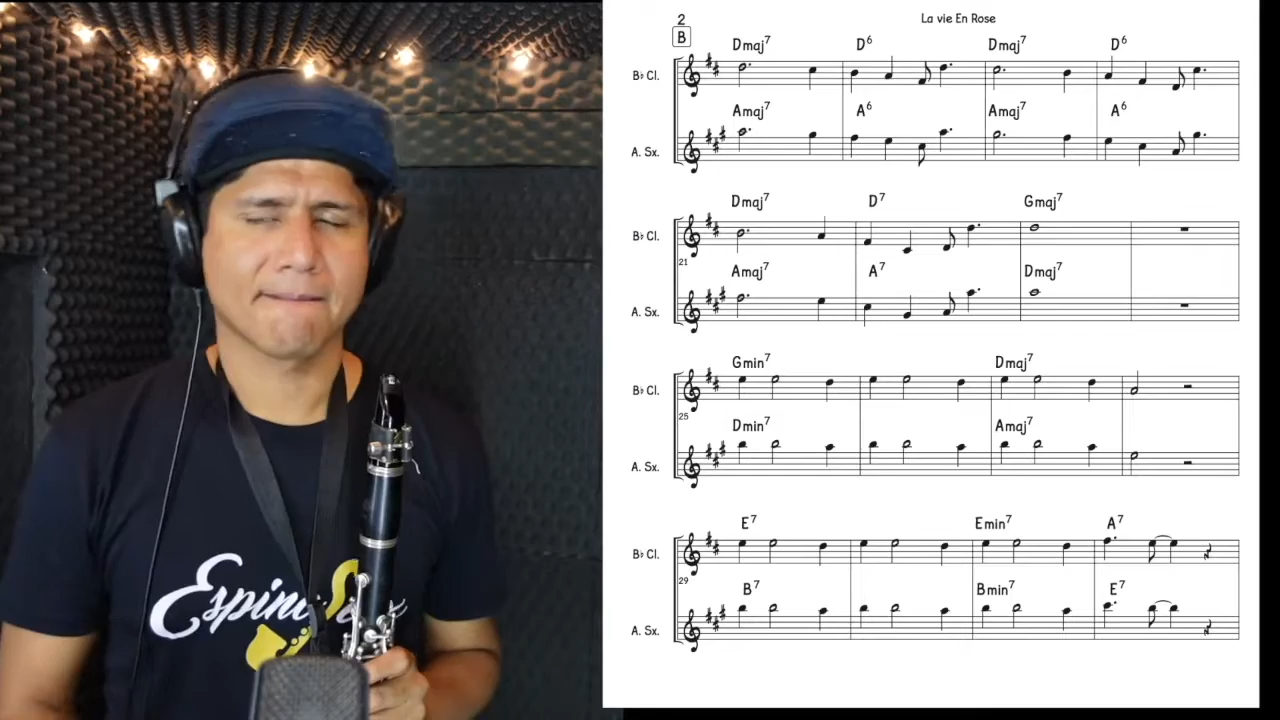 2
La vie En Rose
B
Dmaj7 D6 Dmaj7 D6
B♭ Cl.
Amaj7 A6 Amaj7 A6
A. Sx.
Dmaj7 D7 Gmaj7
B♭ Cl.
21
Amaj7 A7 Dmaj7
A. Sx.
Gmin7 Dmaj7
B♭ Cl.
25
Dmin7 Amaj7
A. Sx.
E7 Emin7 A7
B♭ Cl.
29
B7 Bmin7 E7
A. Sx.